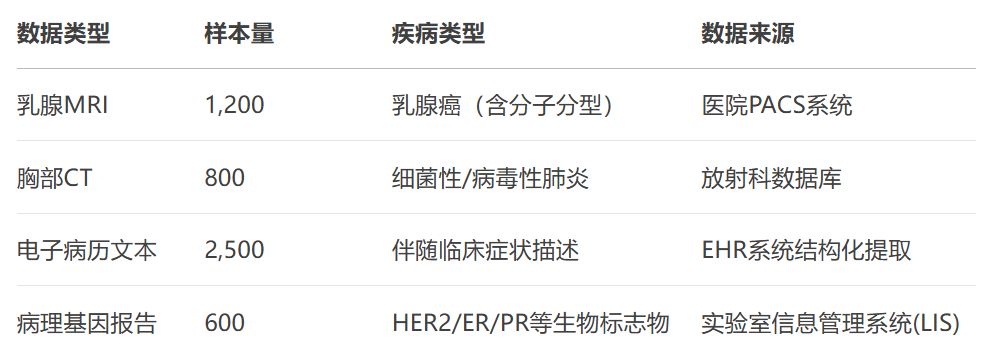 数据类型 样本量 疾病类型 数据来源
乳腺MRI 1,200 乳腺癌（含分子分型） 医院PACS系统
胸部CT 800 细菌性/病毒性肺炎 放射科数据库
电子病历文本 2,500 伴随临床症状描述 EHR系统结构化提取
病理基因报告 600 HER2/ER/PR等生物标志物 实验室信息管理系统(LIS)